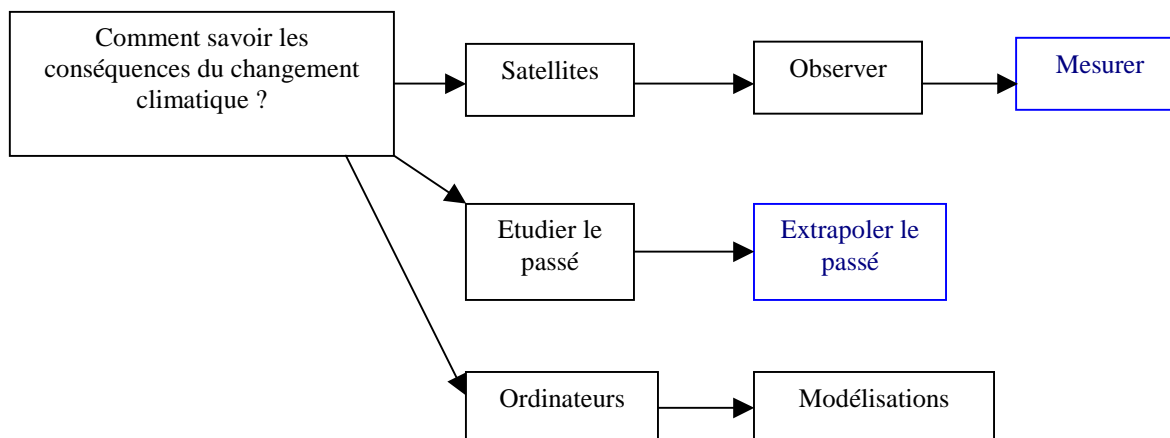 Comment savoir les
conséquences du changement
climatique ?
Satellites
Observer
Mesurer
Etudier le
passé
Extrapoler le
passé
Ordinateurs
Modélisations